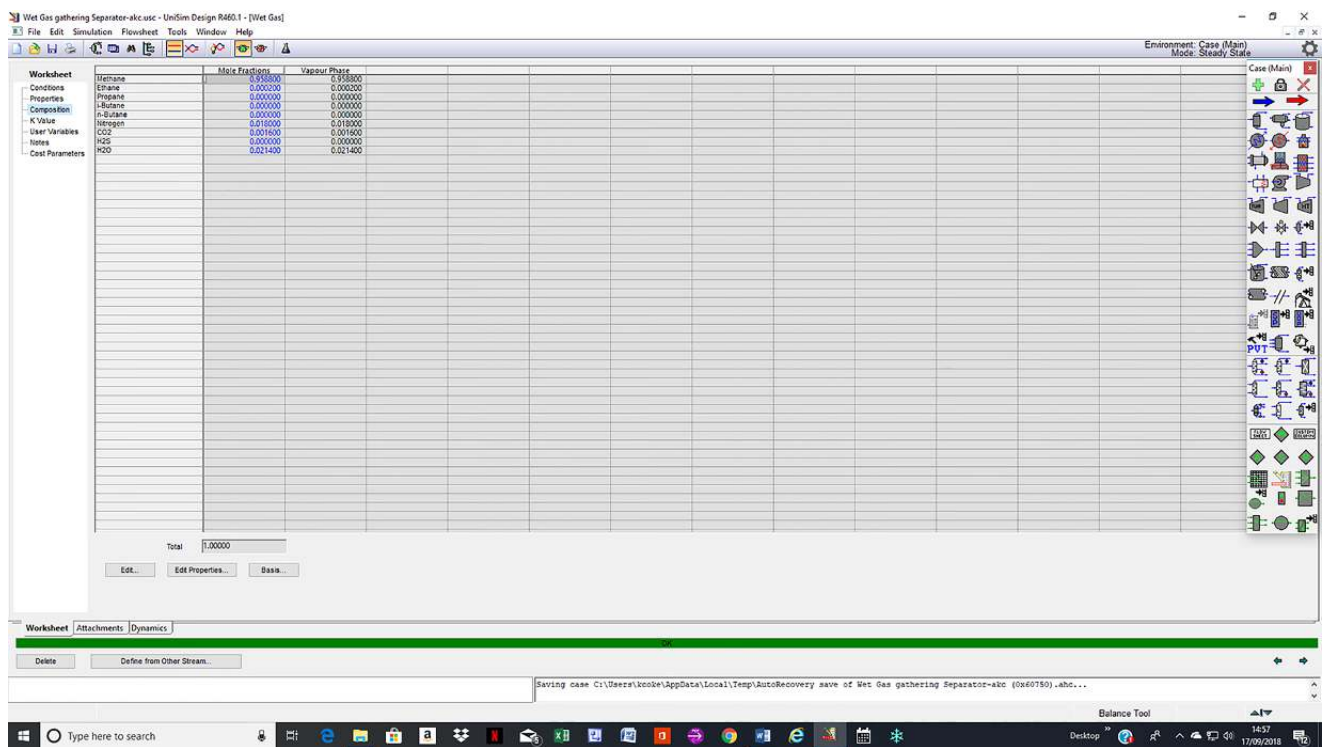 Wet Gas gathering Separator-akc.usc - UniSim Design R460.1 - [Wet Gas]
File Edit Simulation Flowsheet Tools Window Help
Environment: Case (Main)
Mode: Steady State
Case (Main)
Worksheet
Conditions
Properties
Composition
K Value
User Variables
Notes
Cost Parameters
Mole Fractions Vapour Phase
Methane 0.958800 0.958800
Ethane 0.000200 0.000200
Propane 0.000000 0.000000
i-Butane 0.000000 0.000000
n-Butane 0.000000 0.000000
Nitrogen 0.018000 0.018000
CO2 0.001600 0.001600
H2S 0.000000 0.000000
H2O 0.021400 0.021400
PVT
Total 1.00000
Edit... Edit Properties... Basis...
Worksheet Attachments Dynamics
OK
Delete Define from Other Stream...
Saving case C:\Users\kcoke\AppData\Local\Temp\AutoRecovery save of Wet Gas gathering Separator-akc (0x60750).ahc...
Balance Tool
Type here to search
Desktop
14:57
17/09/2018